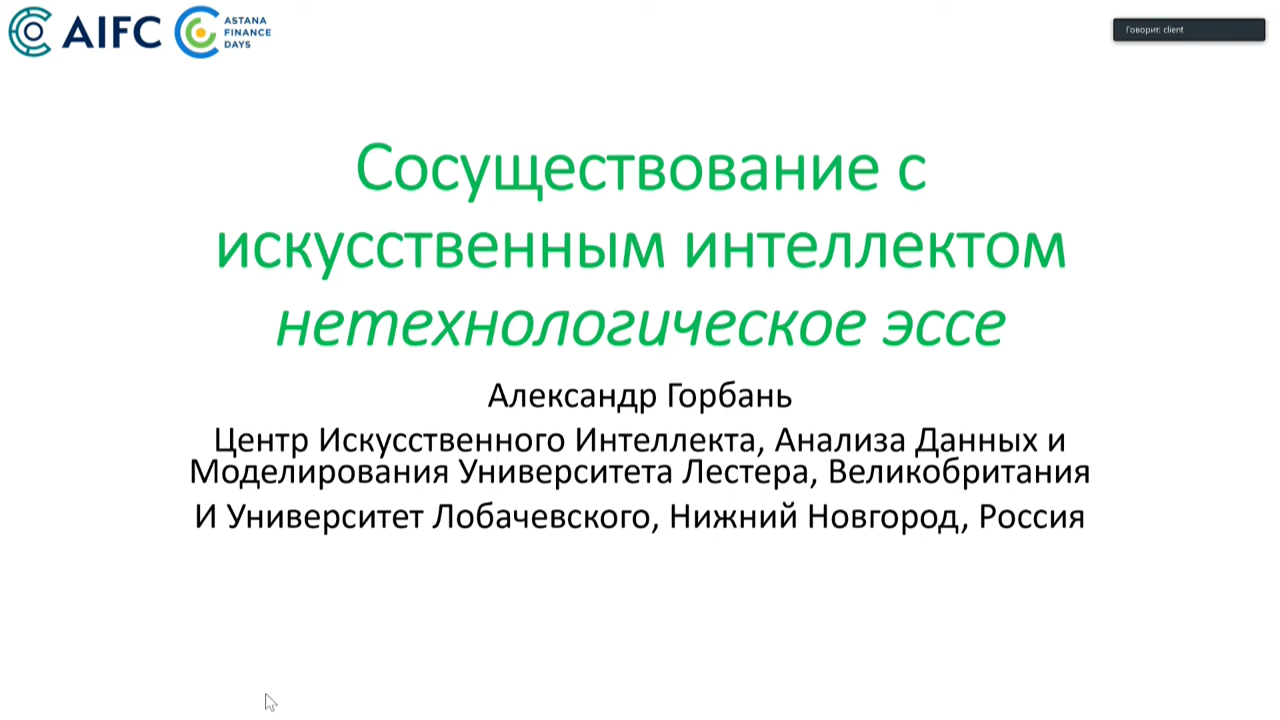 AIFC
ASTANA
FINANCE
DAYS
Говорит: client
Сосуществование с
искусственным интеллектом
нетехнологическое эссе
Александр Горбань
Центр Искусственного Интеллекта, Анализа Данных и
Моделирования Университета Лестера, Великобритания
И Университет Лобачевского, Нижний Новгород, Россия